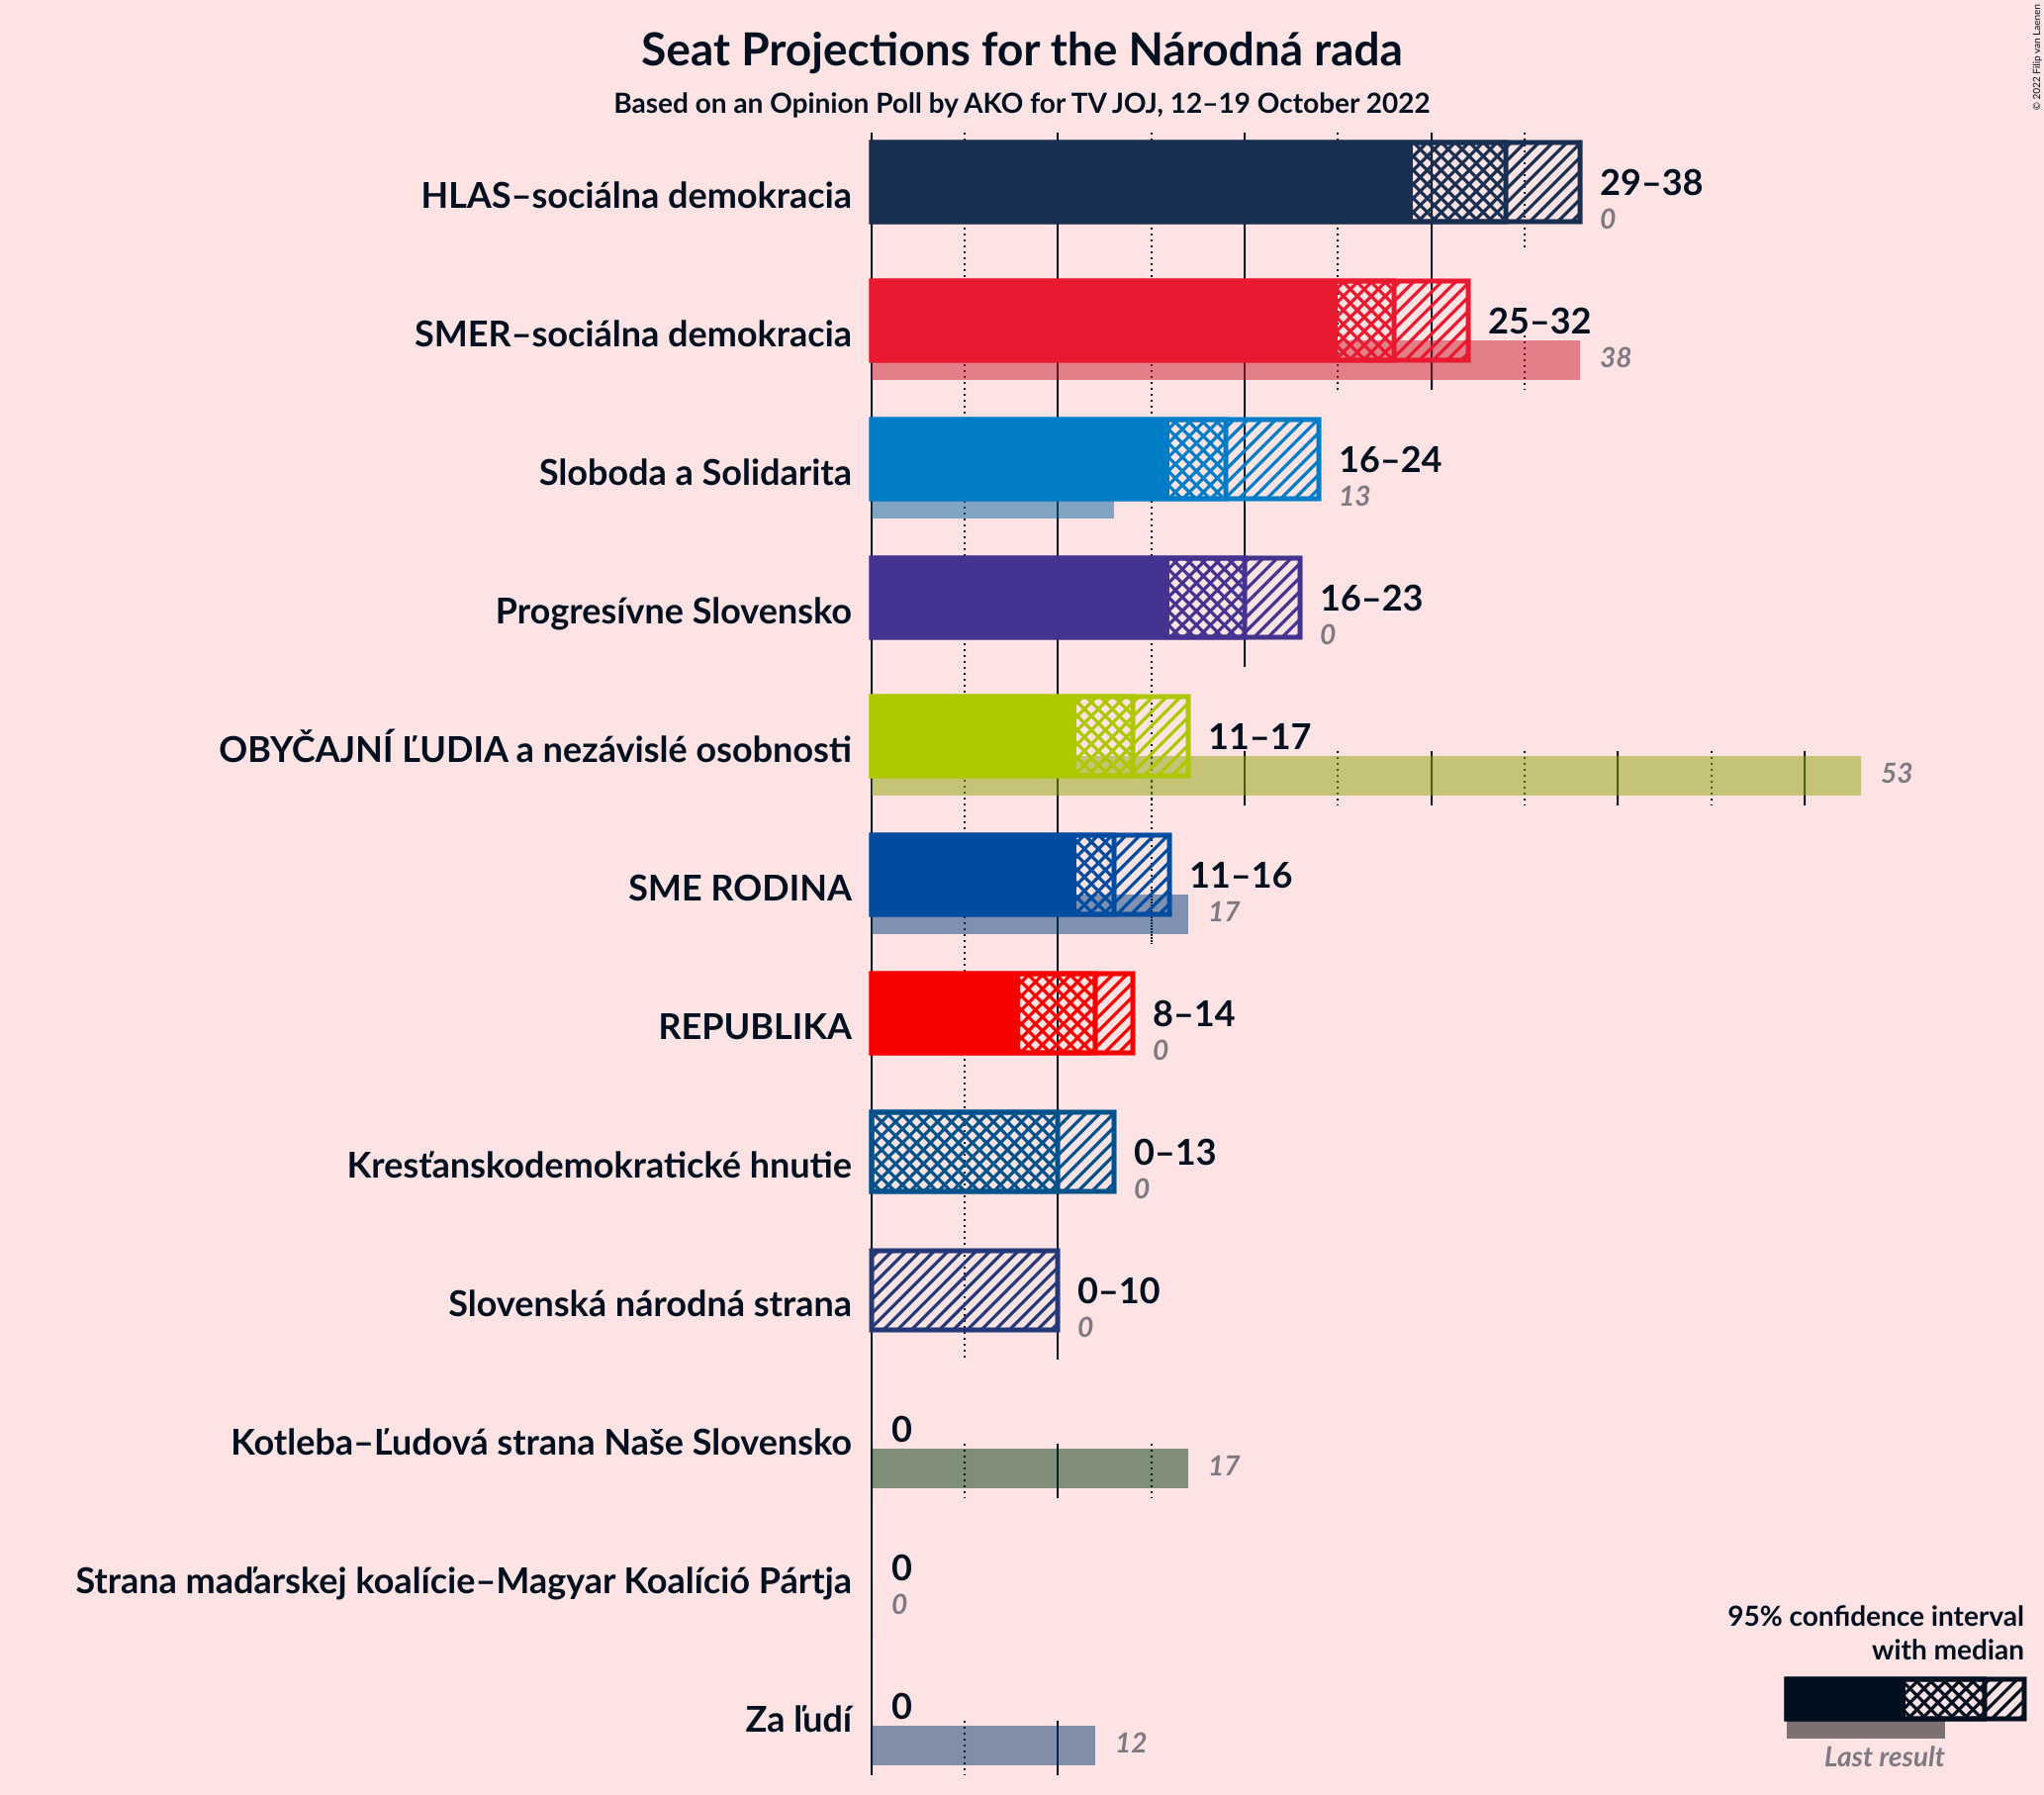 Seat Projections for the Národná rada
Based on an Opinion Poll by AKO for TV JOJ, 12–19 October 2022
© 2022 Filip van Laenen
HLAS–sociálna demokracia
29–38
0
SMER–sociálna demokracia
25–32
38
Sloboda a Solidarita
16–24
13
Progresívne Slovensko
16–23
0
OBYČAJNÍ ĽUDIA a nezávislé osobnosti
11–17
53
SME RODINA
11–16
17
REPUBLIKA
8–14
0
Kresťanskodemokratické hnutie
0–13
0
Slovenská národná strana
0–10
0
Kotleba–Ľudová strana Naše Slovensko
0
17
Strana maďarskej koalície–Magyar Koalíció Pártja
0
0
Za ľudí
0
12
95% confidence interval
with median
Last result